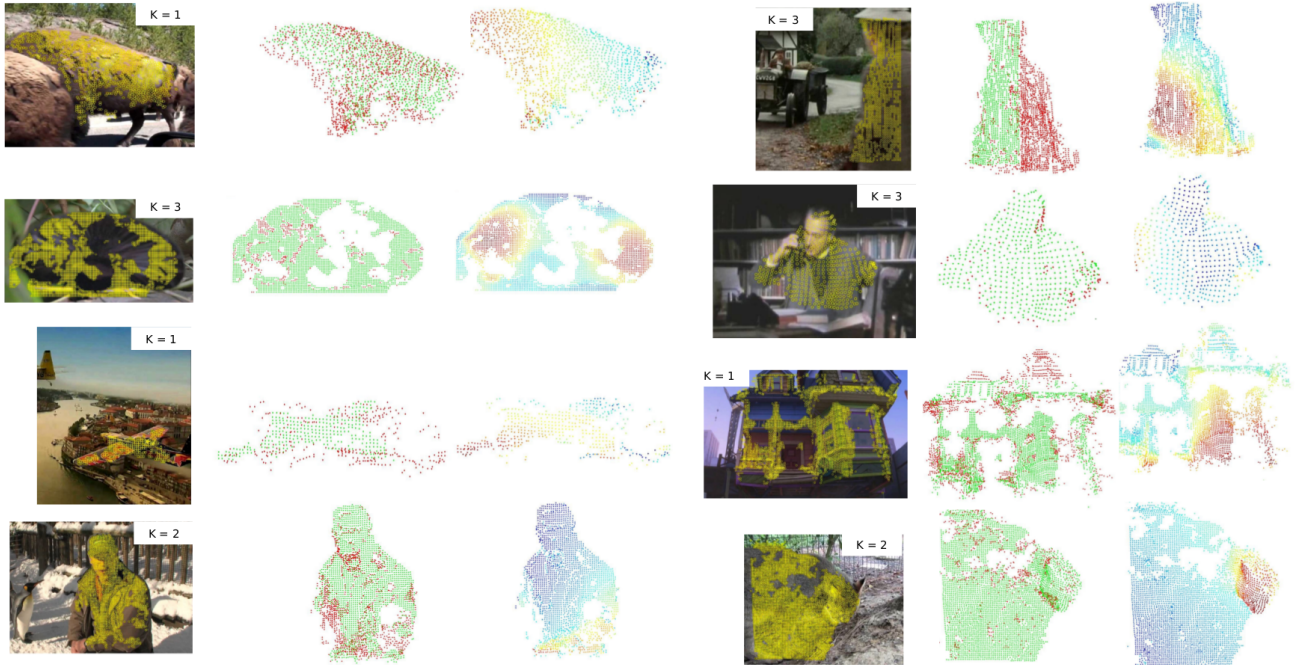 K = 1
K = 3
K = 3
K = 3
K = 1
K = 1
K = 2
K = 2